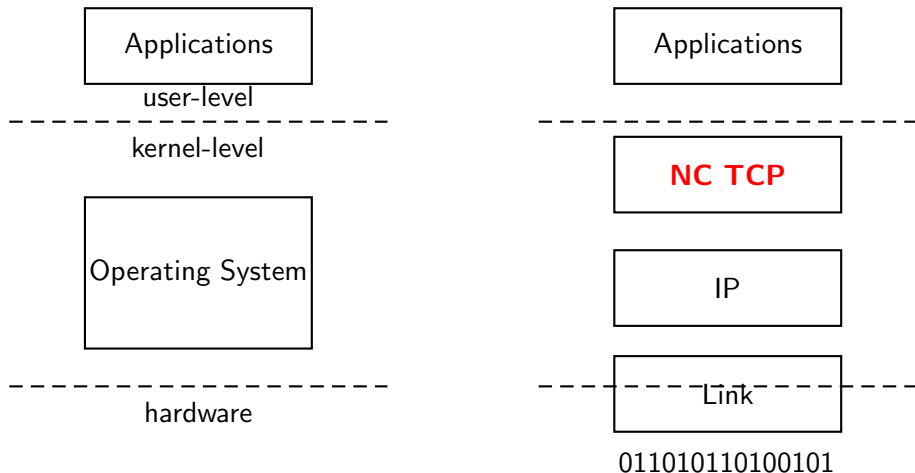 Applications
user-level
kernel-level
Operating System
hardware
Applications
NC TCP
IP
Link
011010110100101